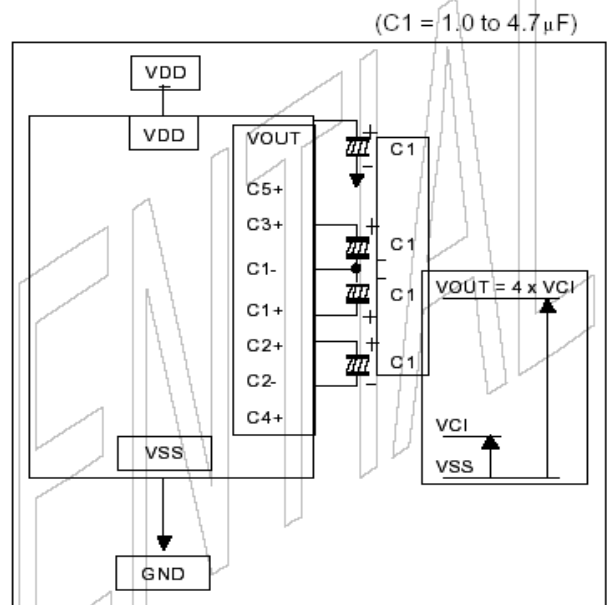 (C1 = 1.0 to 4.7μF)
VDD
VDD
VOUT
C5+
C3+
C1-
C1+
C2+
C2-
C4+
+
C1
-
+
C1
-
-
C1
+
+
C1
-
VOUT = 4 x VCI
VCI
VSS
VSS
GND